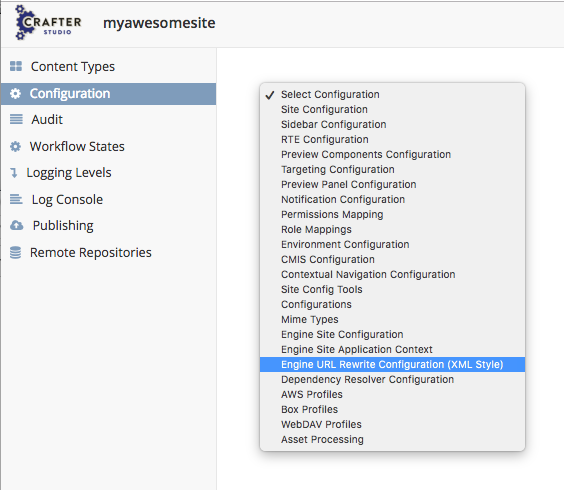 CRAFTER
STUDIO
myawesomesite
Content Types
Configuration
Audit
Workflow States
Logging Levels
Log Console
Publishing
Remote Repositories
Select Configuration
Site Configuration
Sidebar Configuration
RTE Configuration
Preview Components Configuration
Targeting Configuration
Preview Panel Configuration
Notification Configuration
Permissions Mapping
Role Mappings
Environment Configuration
CMIS Configuration
Contextual Navigation Configuration
Site Config Tools
Configurations
Mime Types
Engine Site Configuration
Engine Site Application Context
Engine URL Rewrite Configuration (XML Style)
Dependency Resolver Configuration
AWS Profiles
Box Profiles
WebDAV Profiles
Asset Processing